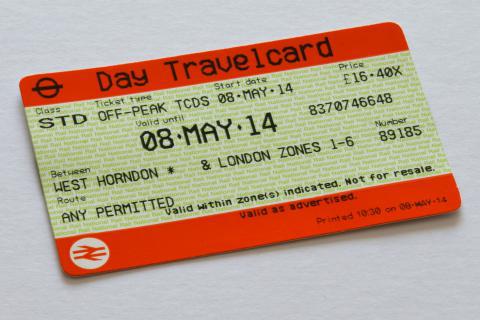 Day Travelcard
Class Ticket type Start date Price
STD OFF-PEAK TCDS 08·MAY·14 £16·40X
Valid until
08·MAY·14 8370746648
Number
Between 89185
WEST HORNDON * & LONDON ZONES 1-6
Route
ANY PERMITTED Valid within zone(s) indicated. Not for resale.
Valid as advertised.
Printed 10:30 on 08-MAY-14